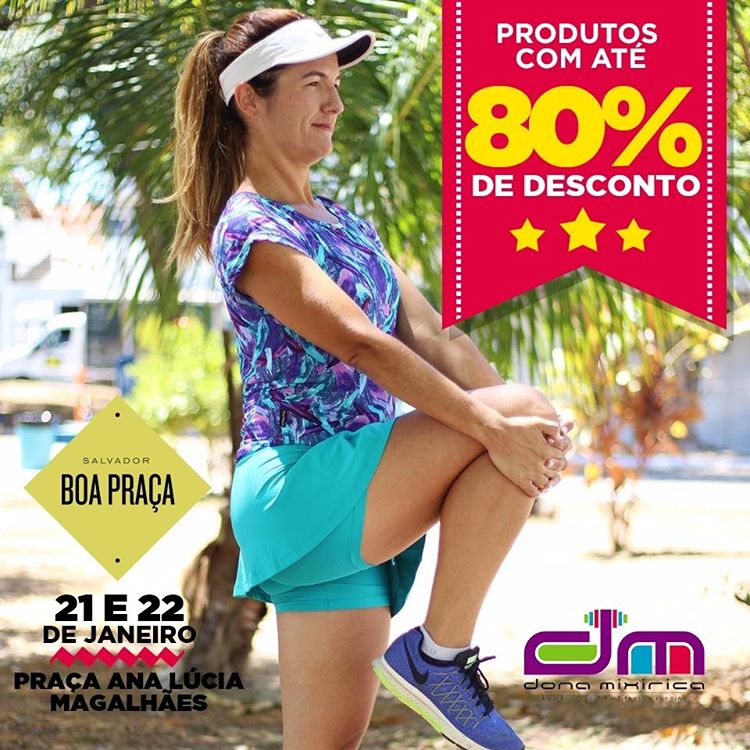 PRODUTOS
COM ATÉ
80%
DE DESCONTO
SALVADOR
BOA PRAÇA
21 E 22
DE JANEIRO
PRAÇA ANA LÚCIA
MAGALHÃES
dm
dona mixirica